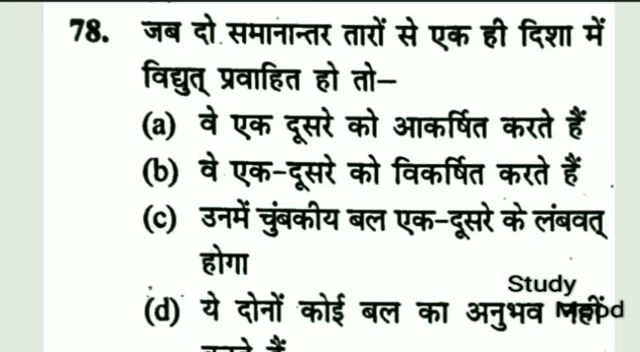 78. जब दो समानान्तर तारों से एक ही दिशा में
विद्युत् प्रवाहित हो तो–
(a) वे एक दूसरे को आकर्षित करते हैं
(b) वे एक-दूसरे को विकर्षित करते हैं
(c) उनमें चुंबकीय बल एक-दूसरे के लंबवत्
होगा
Study
(d) ये दोनों कोई बल का अनुभव नहीं